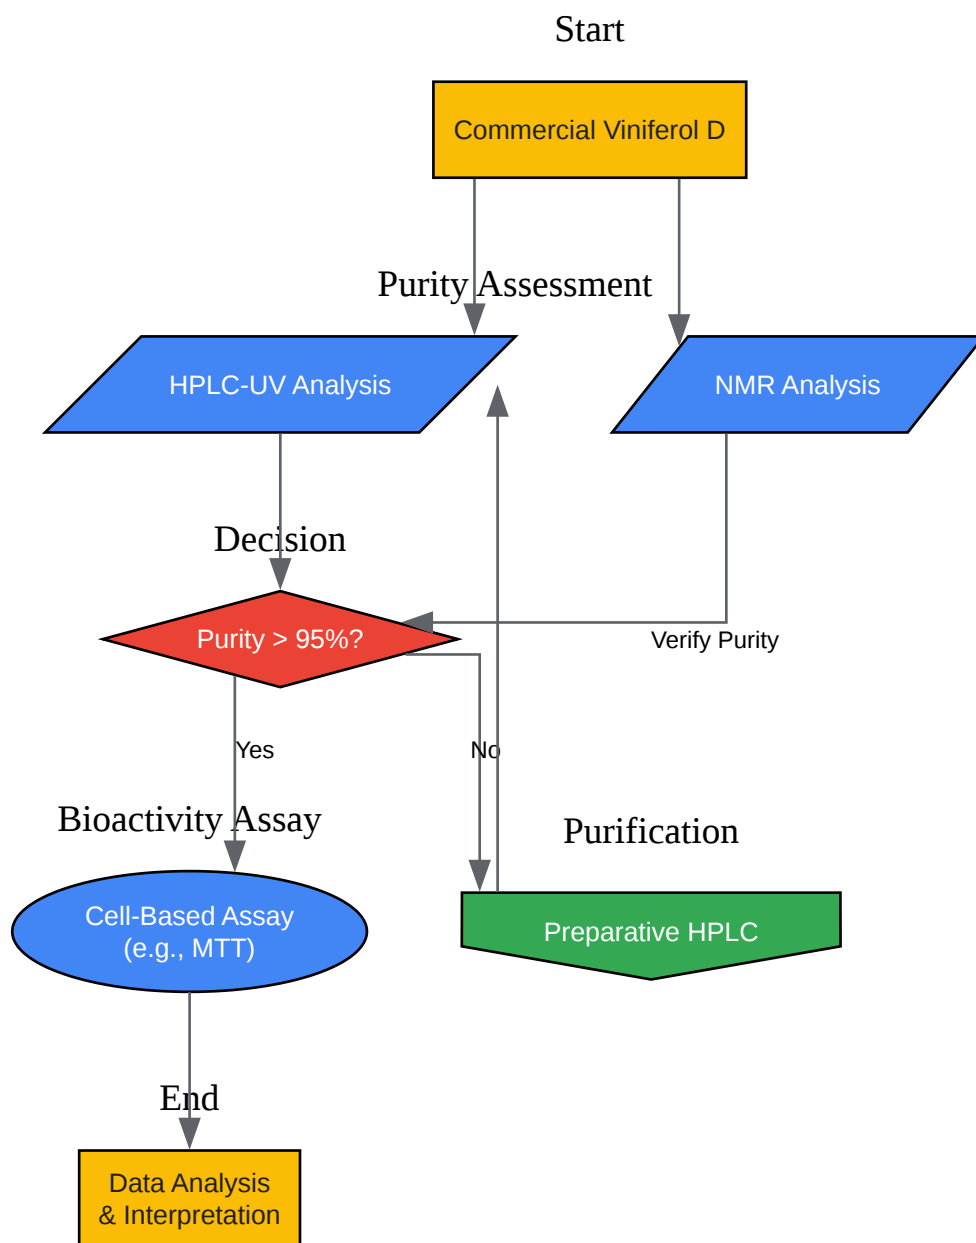 Start
Commercial Viniferol D
Purity Assessment
HPLC-UV Analysis
NMR Analysis
Decision
Purity > 95%?
Verify Purity
Yes
No
Bioactivity Assay
Purification
Cell-Based Assay
(e.g., MTT)
Preparative HPLC
End
Data Analysis
& Interpretation